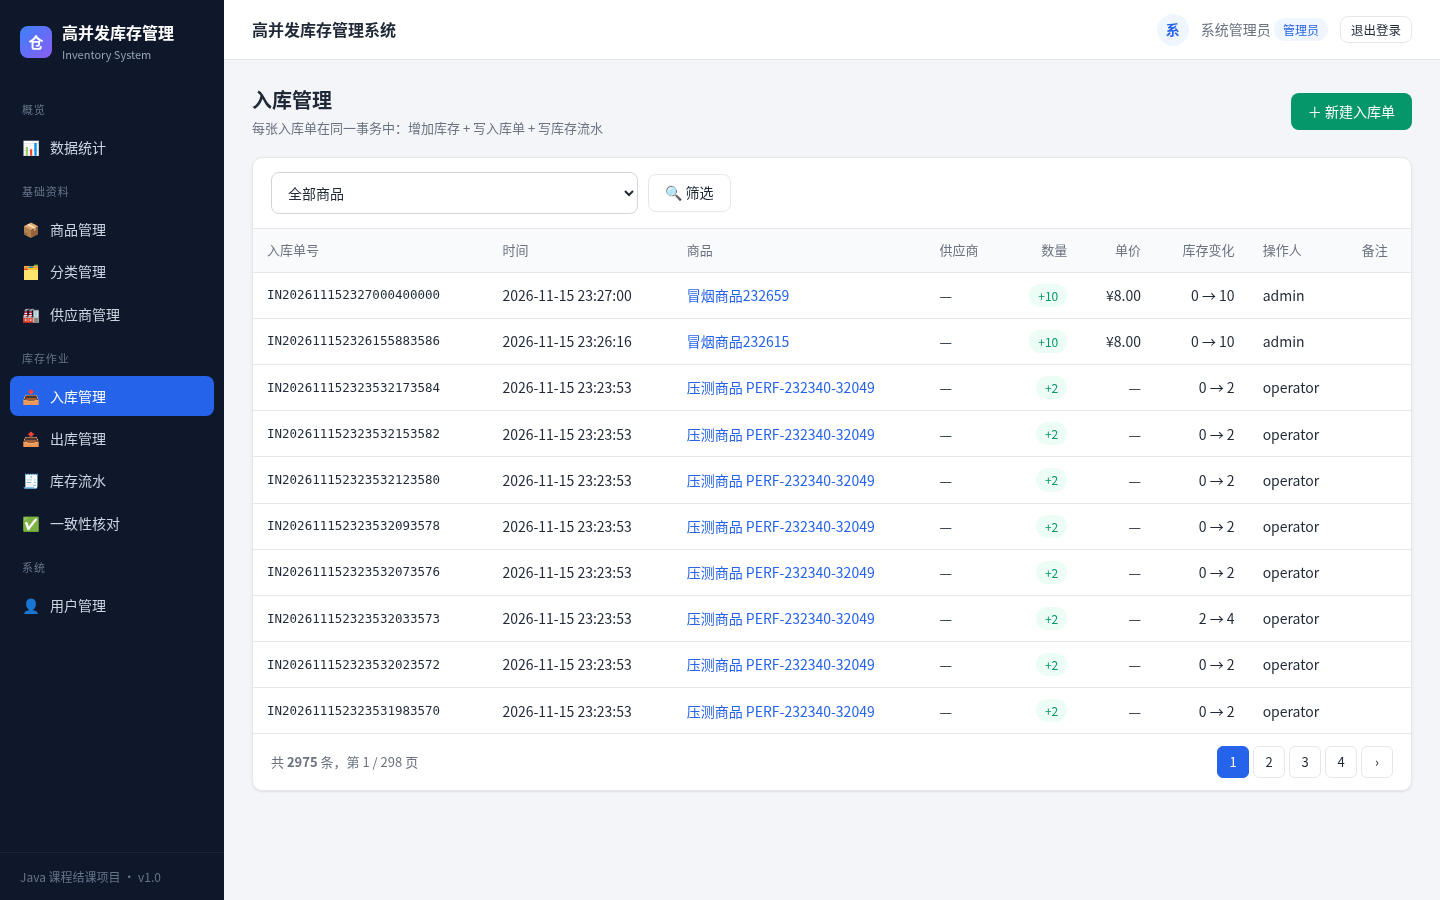 仓
高并发库存管理
Inventory System
概览
📊 数据统计
基础资料
📦 商品管理
🗂️ 分类管理
🏭 供应商管理
库存作业
📥 入库管理
📤 出库管理
🧾 库存流水
✅ 一致性核对
系统
👤 用户管理
Java 课程结课项目 · v1.0
高并发库存管理系统
系 系统管理员 管理员 退出登录
入库管理
每张入库单在同一事务中：增加库存 + 写入库单 + 写库存流水
＋ 新建入库单
全部商品 🔍 筛选
入库单号 时间 商品 供应商 数量 单价 库存变化 操作人 备注
IN202611152327000400000 2026-11-15 23:27:00 冒烟商品232659 — +10 ¥8.00 0 → 10 admin
IN202611152326155883586 2026-11-15 23:26:16 冒烟商品232615 — +10 ¥8.00 0 → 10 admin
IN202611152323532173584 2026-11-15 23:23:53 压测商品 PERF-232340-32049 — +2 — 0 → 2 operator
IN202611152323532153582 2026-11-15 23:23:53 压测商品 PERF-232340-32049 — +2 — 0 → 2 operator
IN202611152323532123580 2026-11-15 23:23:53 压测商品 PERF-232340-32049 — +2 — 0 → 2 operator
IN202611152323532093578 2026-11-15 23:23:53 压测商品 PERF-232340-32049 — +2 — 0 → 2 operator
IN202611152323532073576 2026-11-15 23:23:53 压测商品 PERF-232340-32049 — +2 — 0 → 2 operator
IN202611152323532033573 2026-11-15 23:23:53 压测商品 PERF-232340-32049 — +2 — 2 → 4 operator
IN202611152323532023572 2026-11-15 23:23:53 压测商品 PERF-232340-32049 — +2 — 0 → 2 operator
IN202611152323531983570 2026-11-15 23:23:53 压测商品 PERF-232340-32049 — +2 — 0 → 2 operator
共 2975 条，第 1 / 298 页 1 2 3 4 ›